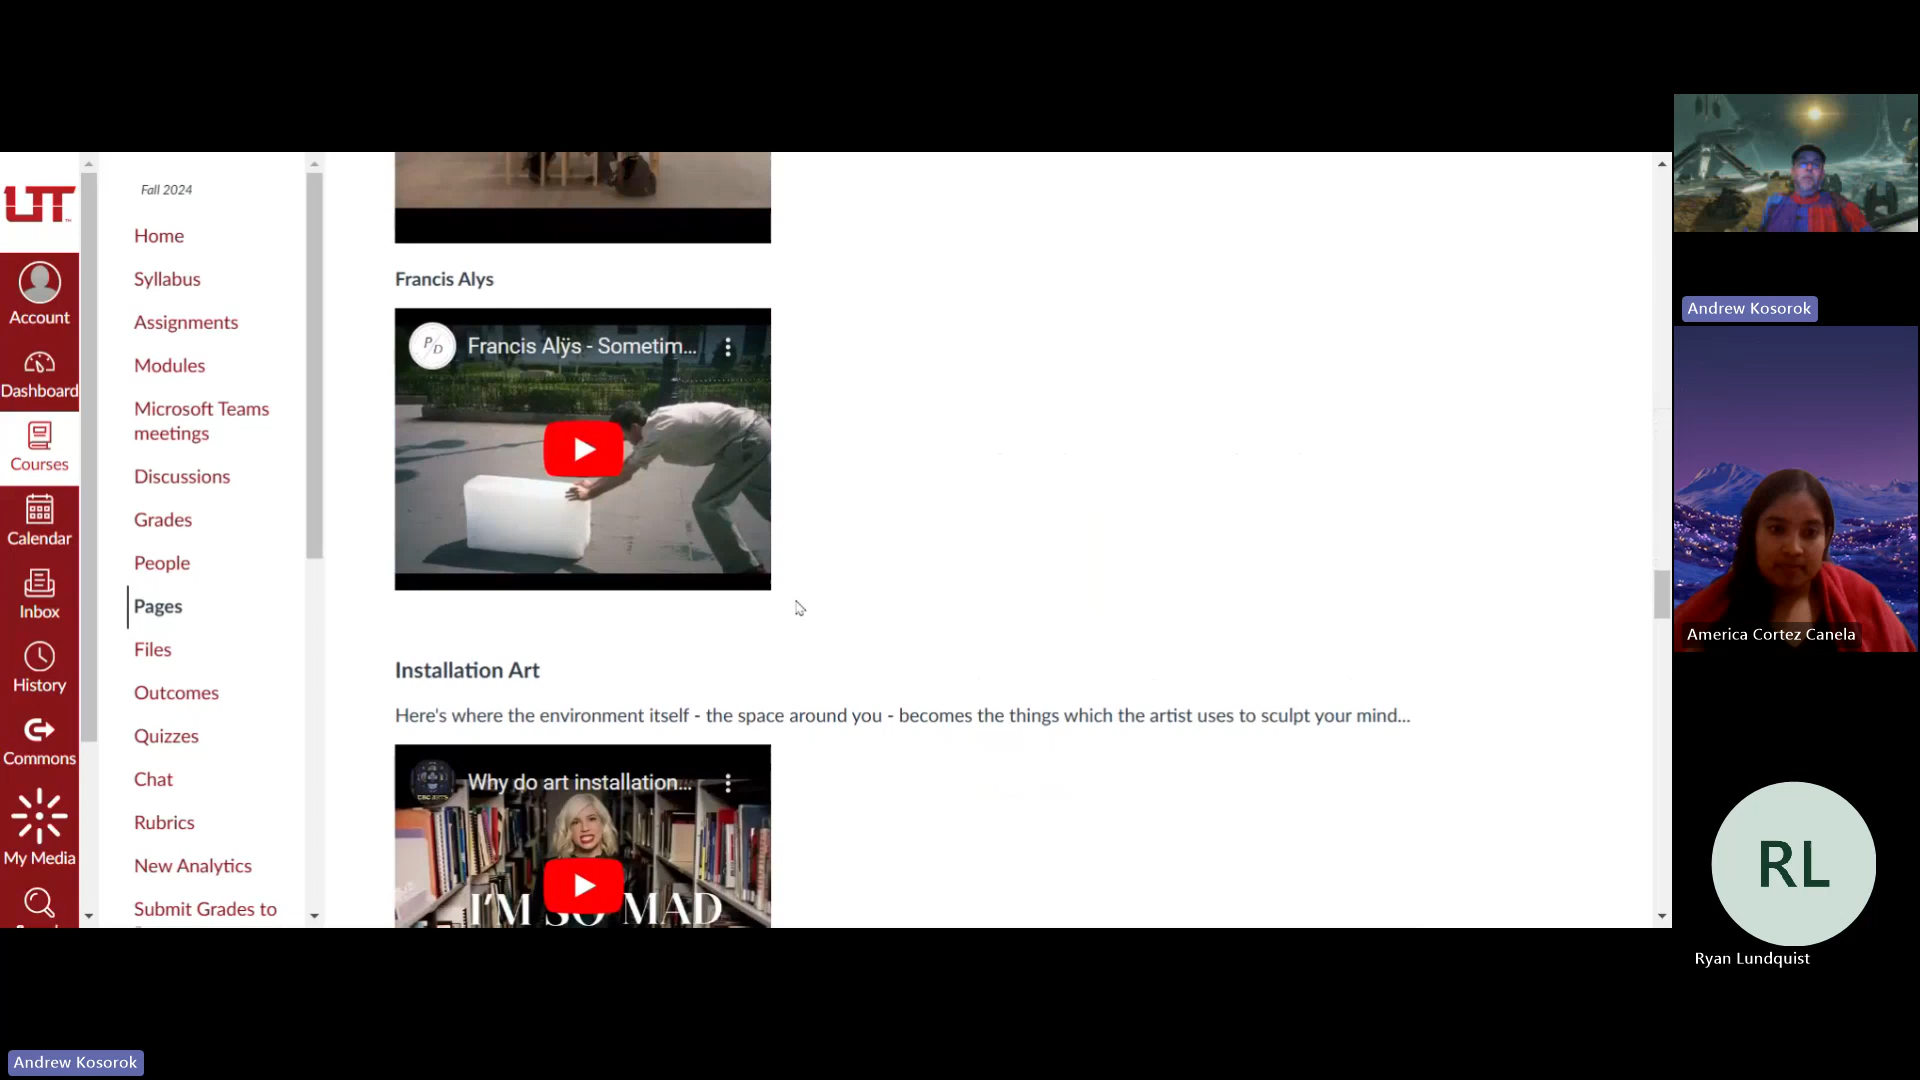 UT
Account
Dashboard
Courses
Calendar
Inbox
History
Commons
My Media
Fall 2024
Home
Syllabus
Assignments
Modules
Microsoft Teams
meetings
Discussions
Grades
People
Pages
Files
Outcomes
Quizzes
Chat
Rubrics
New Analytics
Submit Grades to
Francis Alys
P/D
Francis Alÿs - Sometim...
Installation Art
Here's where the environment itself - the space around you - becomes the things which the artist uses to sculpt your mind...
Why do art installation...
I'M SO MAD
Andrew Kosorok
America Cortez Canela
RL
Ryan Lundquist
Andrew Kosorok